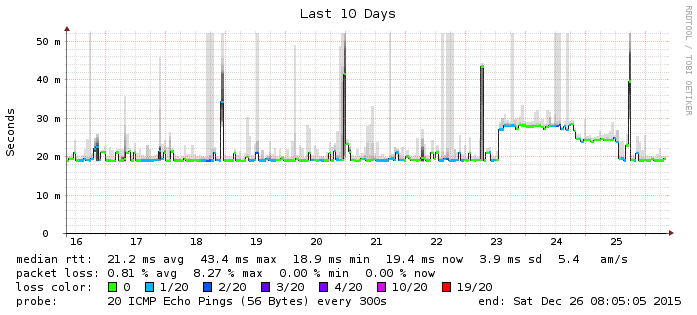 Last 10 Days
RRDTOOL / TOBI OETIKER
Seconds
50 m
40 m
30 m
20 m
10 m
0
16 17 18 19 20 21 22 23 24 25
median rtt: 21.2 ms avg 43.4 ms max 18.9 ms min 19.4 ms now 3.9 ms sd 5.4 am/s
packet loss: 0.81 % avg 8.27 % max 0.00 % min 0.00 % now
loss color: 0 1/20 2/20 3/20 4/20 10/20 19/20
probe: 20 ICMP Echo Pings (56 Bytes) every 300s end: Sat Dec 26 08:05:05 2015